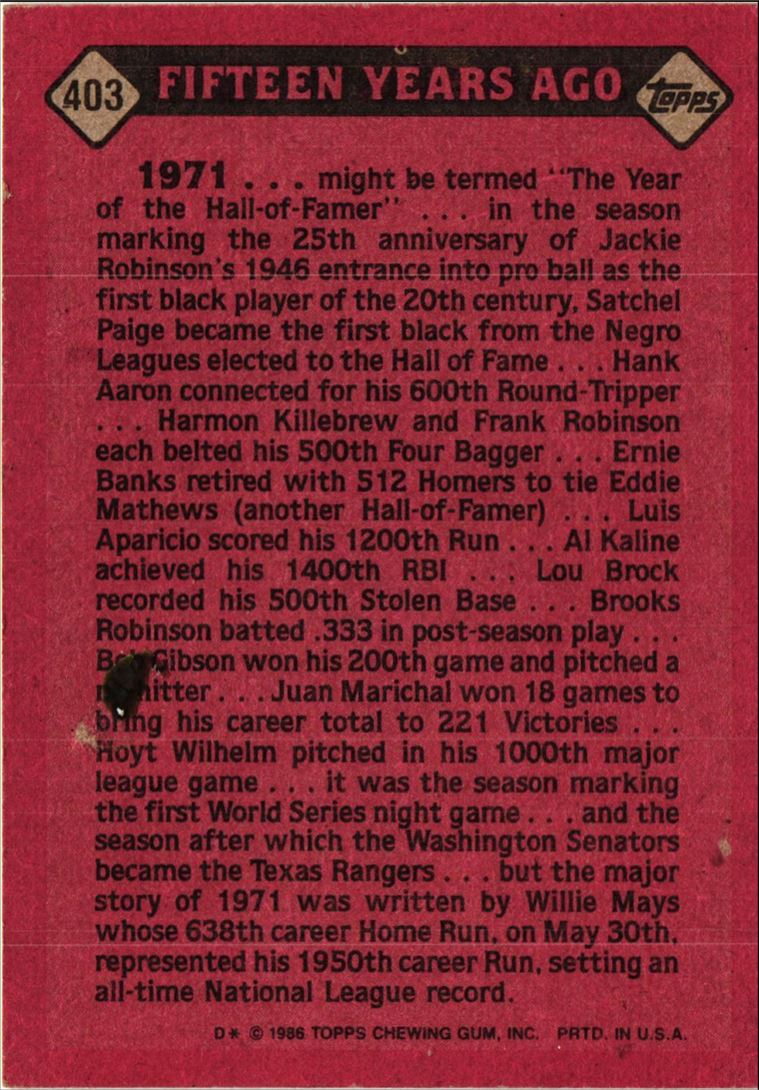 403 FIFTEEN YEARS AGO TOPPS
1971 . . . might be termed "The Year
of the Hall-of-Famer" . . . in the season
marking the 25th anniversary of Jackie
Robinson's 1946 entrance into pro ball as the
first black player of the 20th century, Satchel
Paige became the first black from the Negro
Leagues elected to the Hall of Fame . . . Hank
Aaron connected for his 600th Round-Tripper
. . . Harmon Killebrew and Frank Robinson
each belted his 500th Four Bagger . . . Ernie
Banks retired with 512 Homers to tie Eddie
Mathews (another Hall-of-Famer) . . . Luis
Aparicio scored his 1200th Run . . . Al Kaline
achieved his 1400th RBI . . . Lou Brock
recorded his 500th Stolen Base . . . Brooks
Robinson batted .333 in post-season play . . .
Gibson won his 200th game and pitched a
. . . Juan Marichal won 18 games to
bring his career total to 221 Victories . . .
Hoyt Wilhelm pitched in his 1000th major
league game . . . it was the season marking
the first World Series night game . . . and the
season after which the Washington Senators
became the Texas Rangers . . . but the major
story of 1971 was written by Willie Mays
whose 638th career Home Run, on May 30th,
represented his 1950th career Run, setting an
all-time National League record.
D* © 1986 TOPPS CHEWING GUM, INC. PRTD. IN U.S.A.